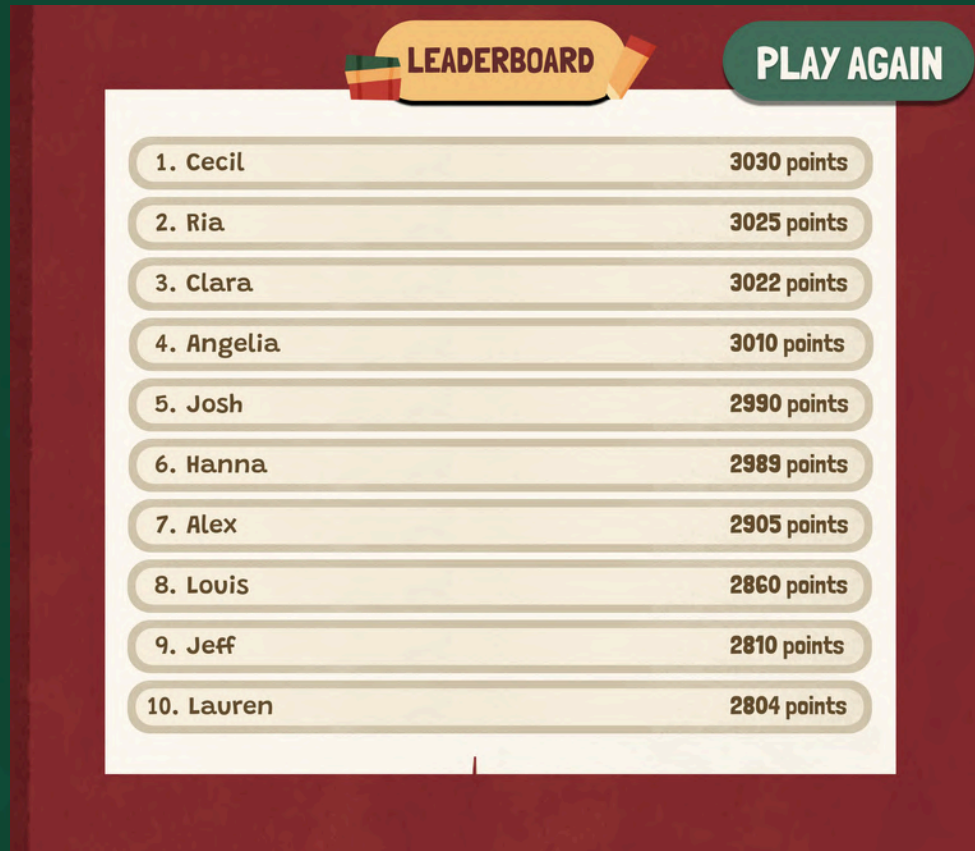 LEADERBOARD
PLAY AGAIN
1. Cecil 3030 points
2. Ria 3025 points
3. Clara 3022 points
4. Angelia 3010 points
5. Josh 2990 points
6. Hanna 2989 points
7. Alex 2905 points
8. Louis 2860 points
9. Jeff 2810 points
10. Lauren 2804 points